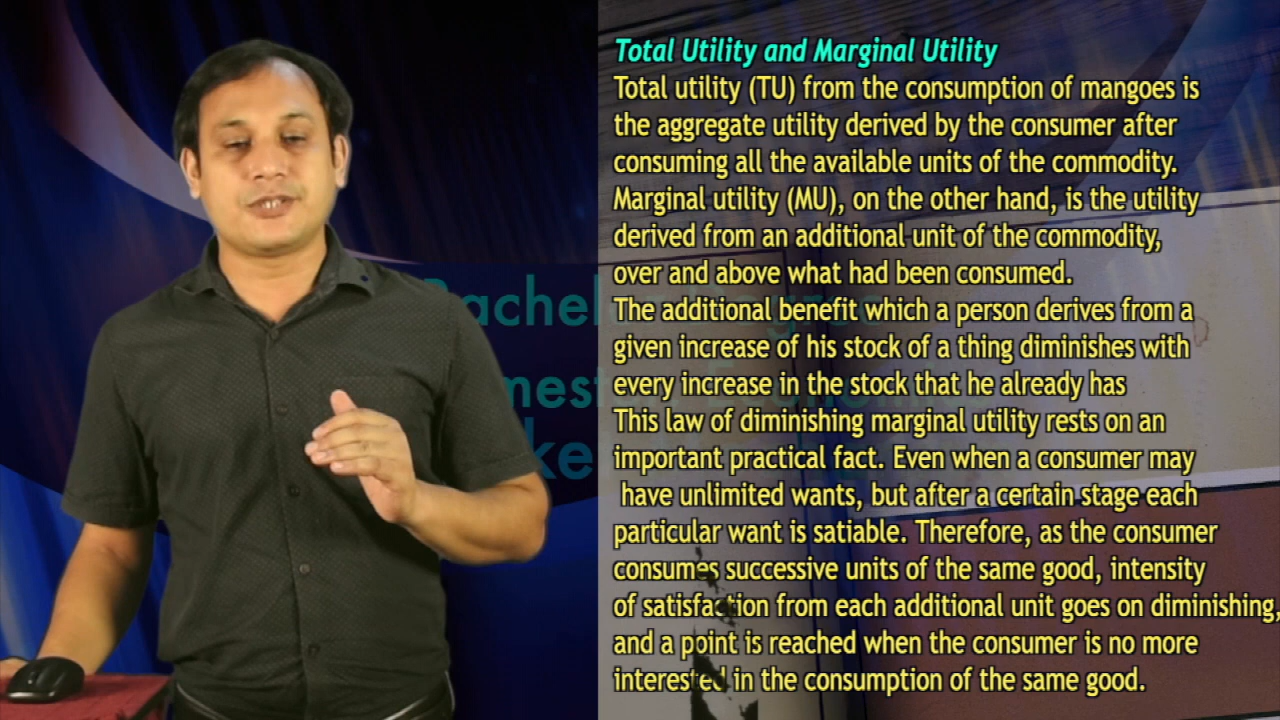 Total Utility and Marginal Utility
Total utility (TU) from the consumption of mangoes is
the aggregate utility derived by the consumer after
consuming all the available units of the commodity.
Marginal utility (MU), on the other hand, is the utility
derived from an additional unit of the commodity,
over and above what had been consumed.
The additional benefit which a person derives from a
given increase of his stock of a thing diminishes with
every increase in the stock that he already has
This law of diminishing marginal utility rests on an
important practical fact. Even when a consumer may
have unlimited wants, but after a certain stage each
particular want is satiable. Therefore, as the consumer
consumes successive units of the same good, intensity
of satisfaction from each additional unit goes on diminishing,
and a point is reached when the consumer is no more
interested in the consumption of the same good.